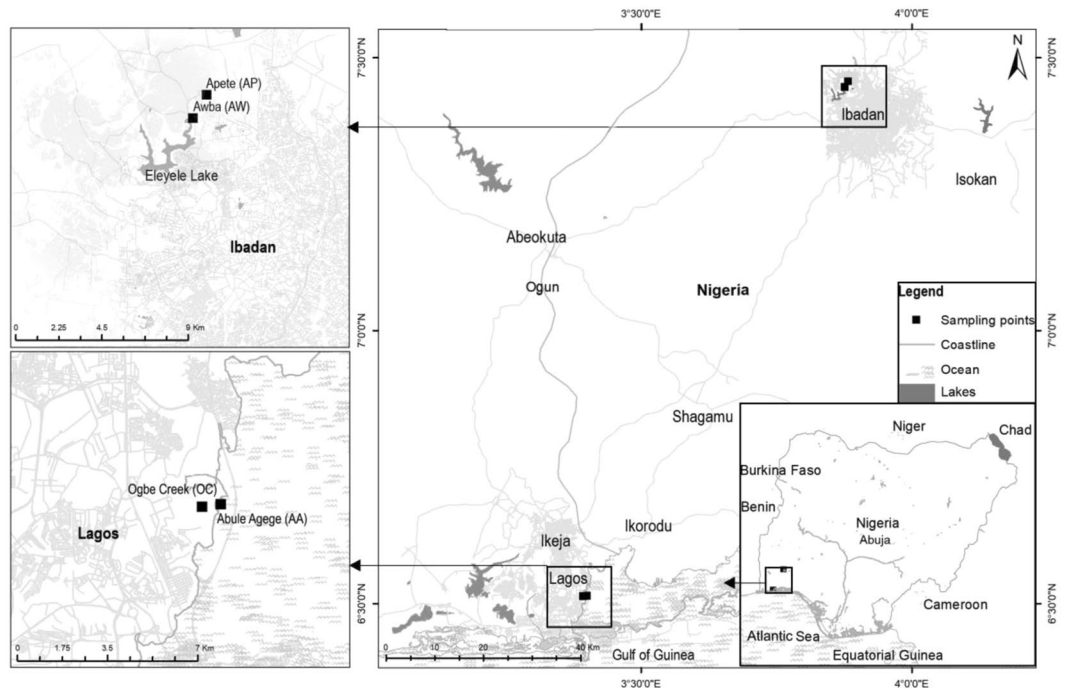 3°30'0"E
4°0'0"E
7°30'0"N
7°30'0"N
N
Apete (AP)
Awba (AW)
Eleyele Lake
Ibadan
0 2.25 4.5 9 Km
Ibadan
Isokan
Abeokuta
Ogun
Nigeria
7°0'0"N
7°0'0"N
Legend
Sampling points
Coastline
Ocean
Lakes
Shagamu
Ogbe Creek (OC)
Abule Agege (AA)
Lagos
0 1.75 3.5 7 Km
Ikeja
Ikorodu
Lagos
6°30'0"N
6°30'0"N
0 10 20 40 Km
Gulf of Guinea
Niger
Chad
Burkina Faso
Benin
Nigeria
Abuja
Cameroon
Atlantic Sea
Equatorial Guinea
3°30'0"E
4°0'0"E